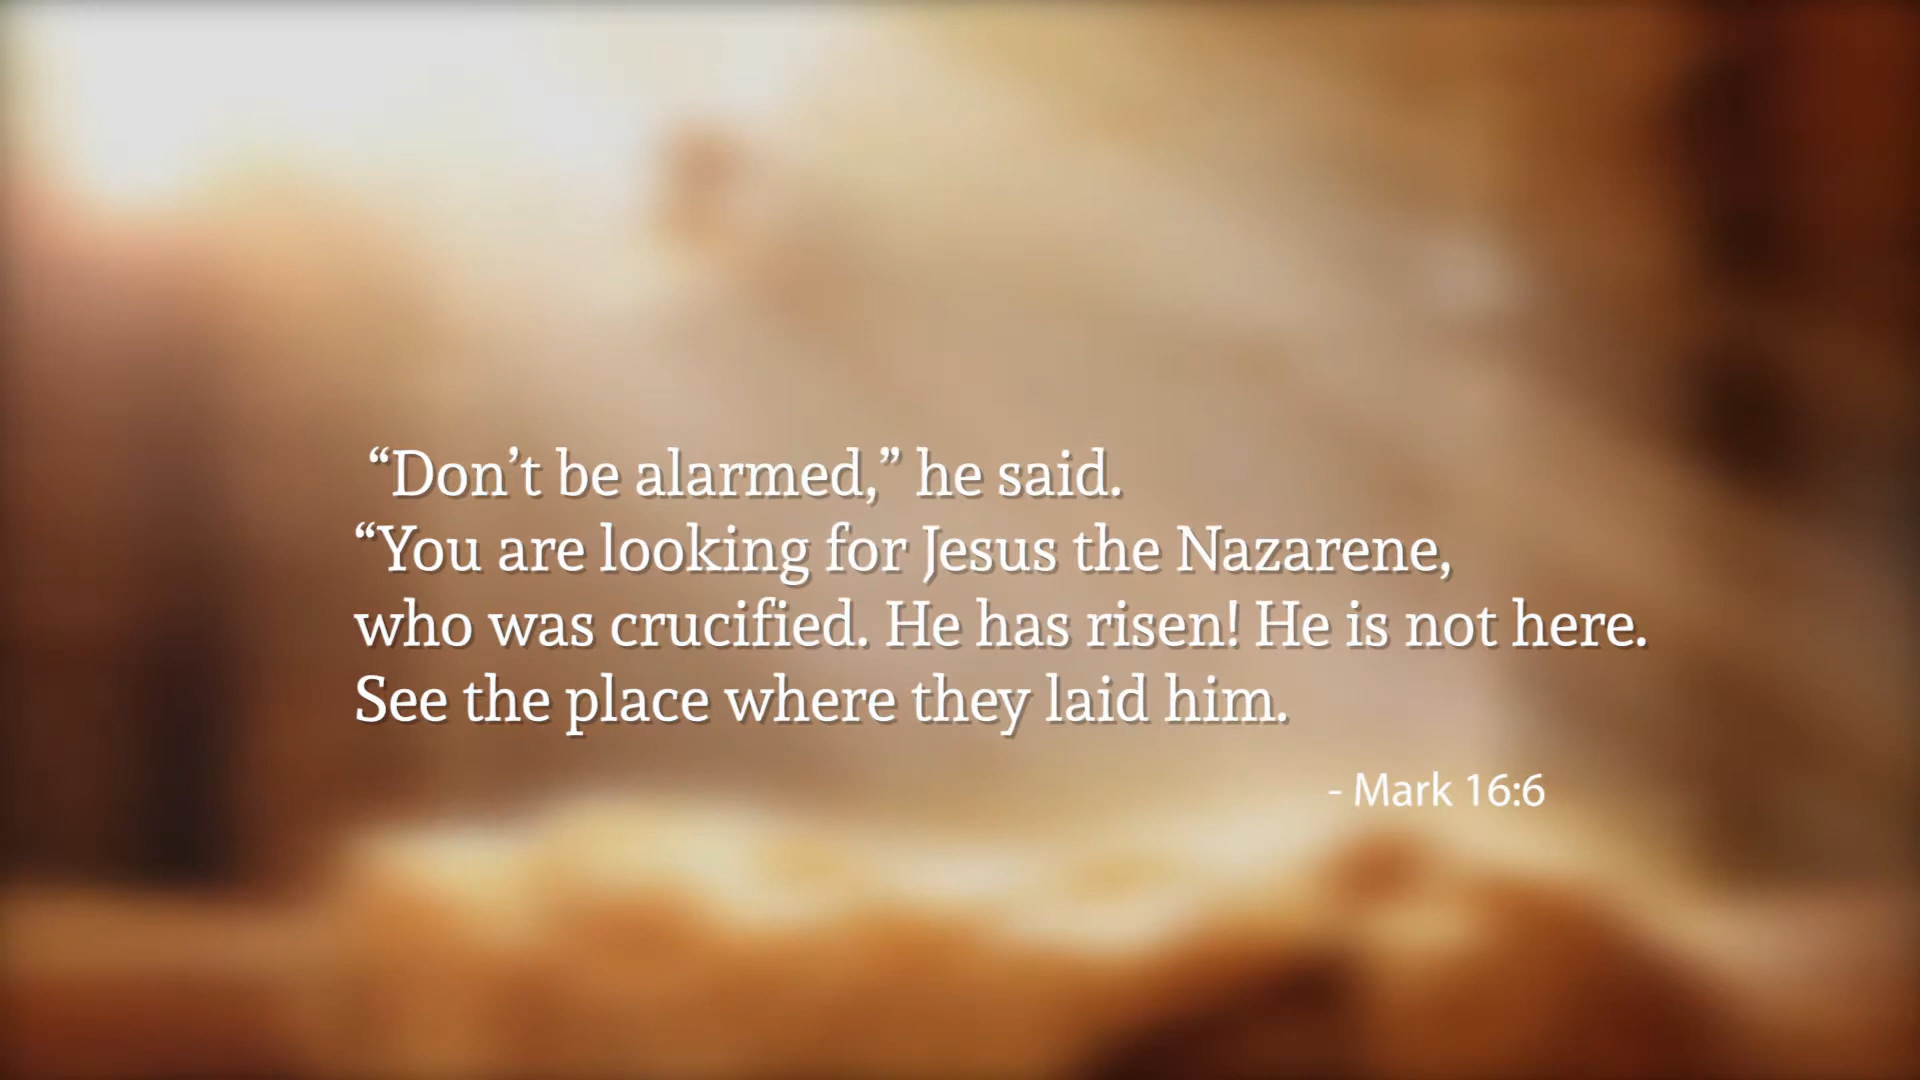 “Don’t be alarmed,” he said.
“You are looking for Jesus the Nazarene,
who was crucified. He has risen! He is not here.
See the place where they laid him.
- Mark 16:6